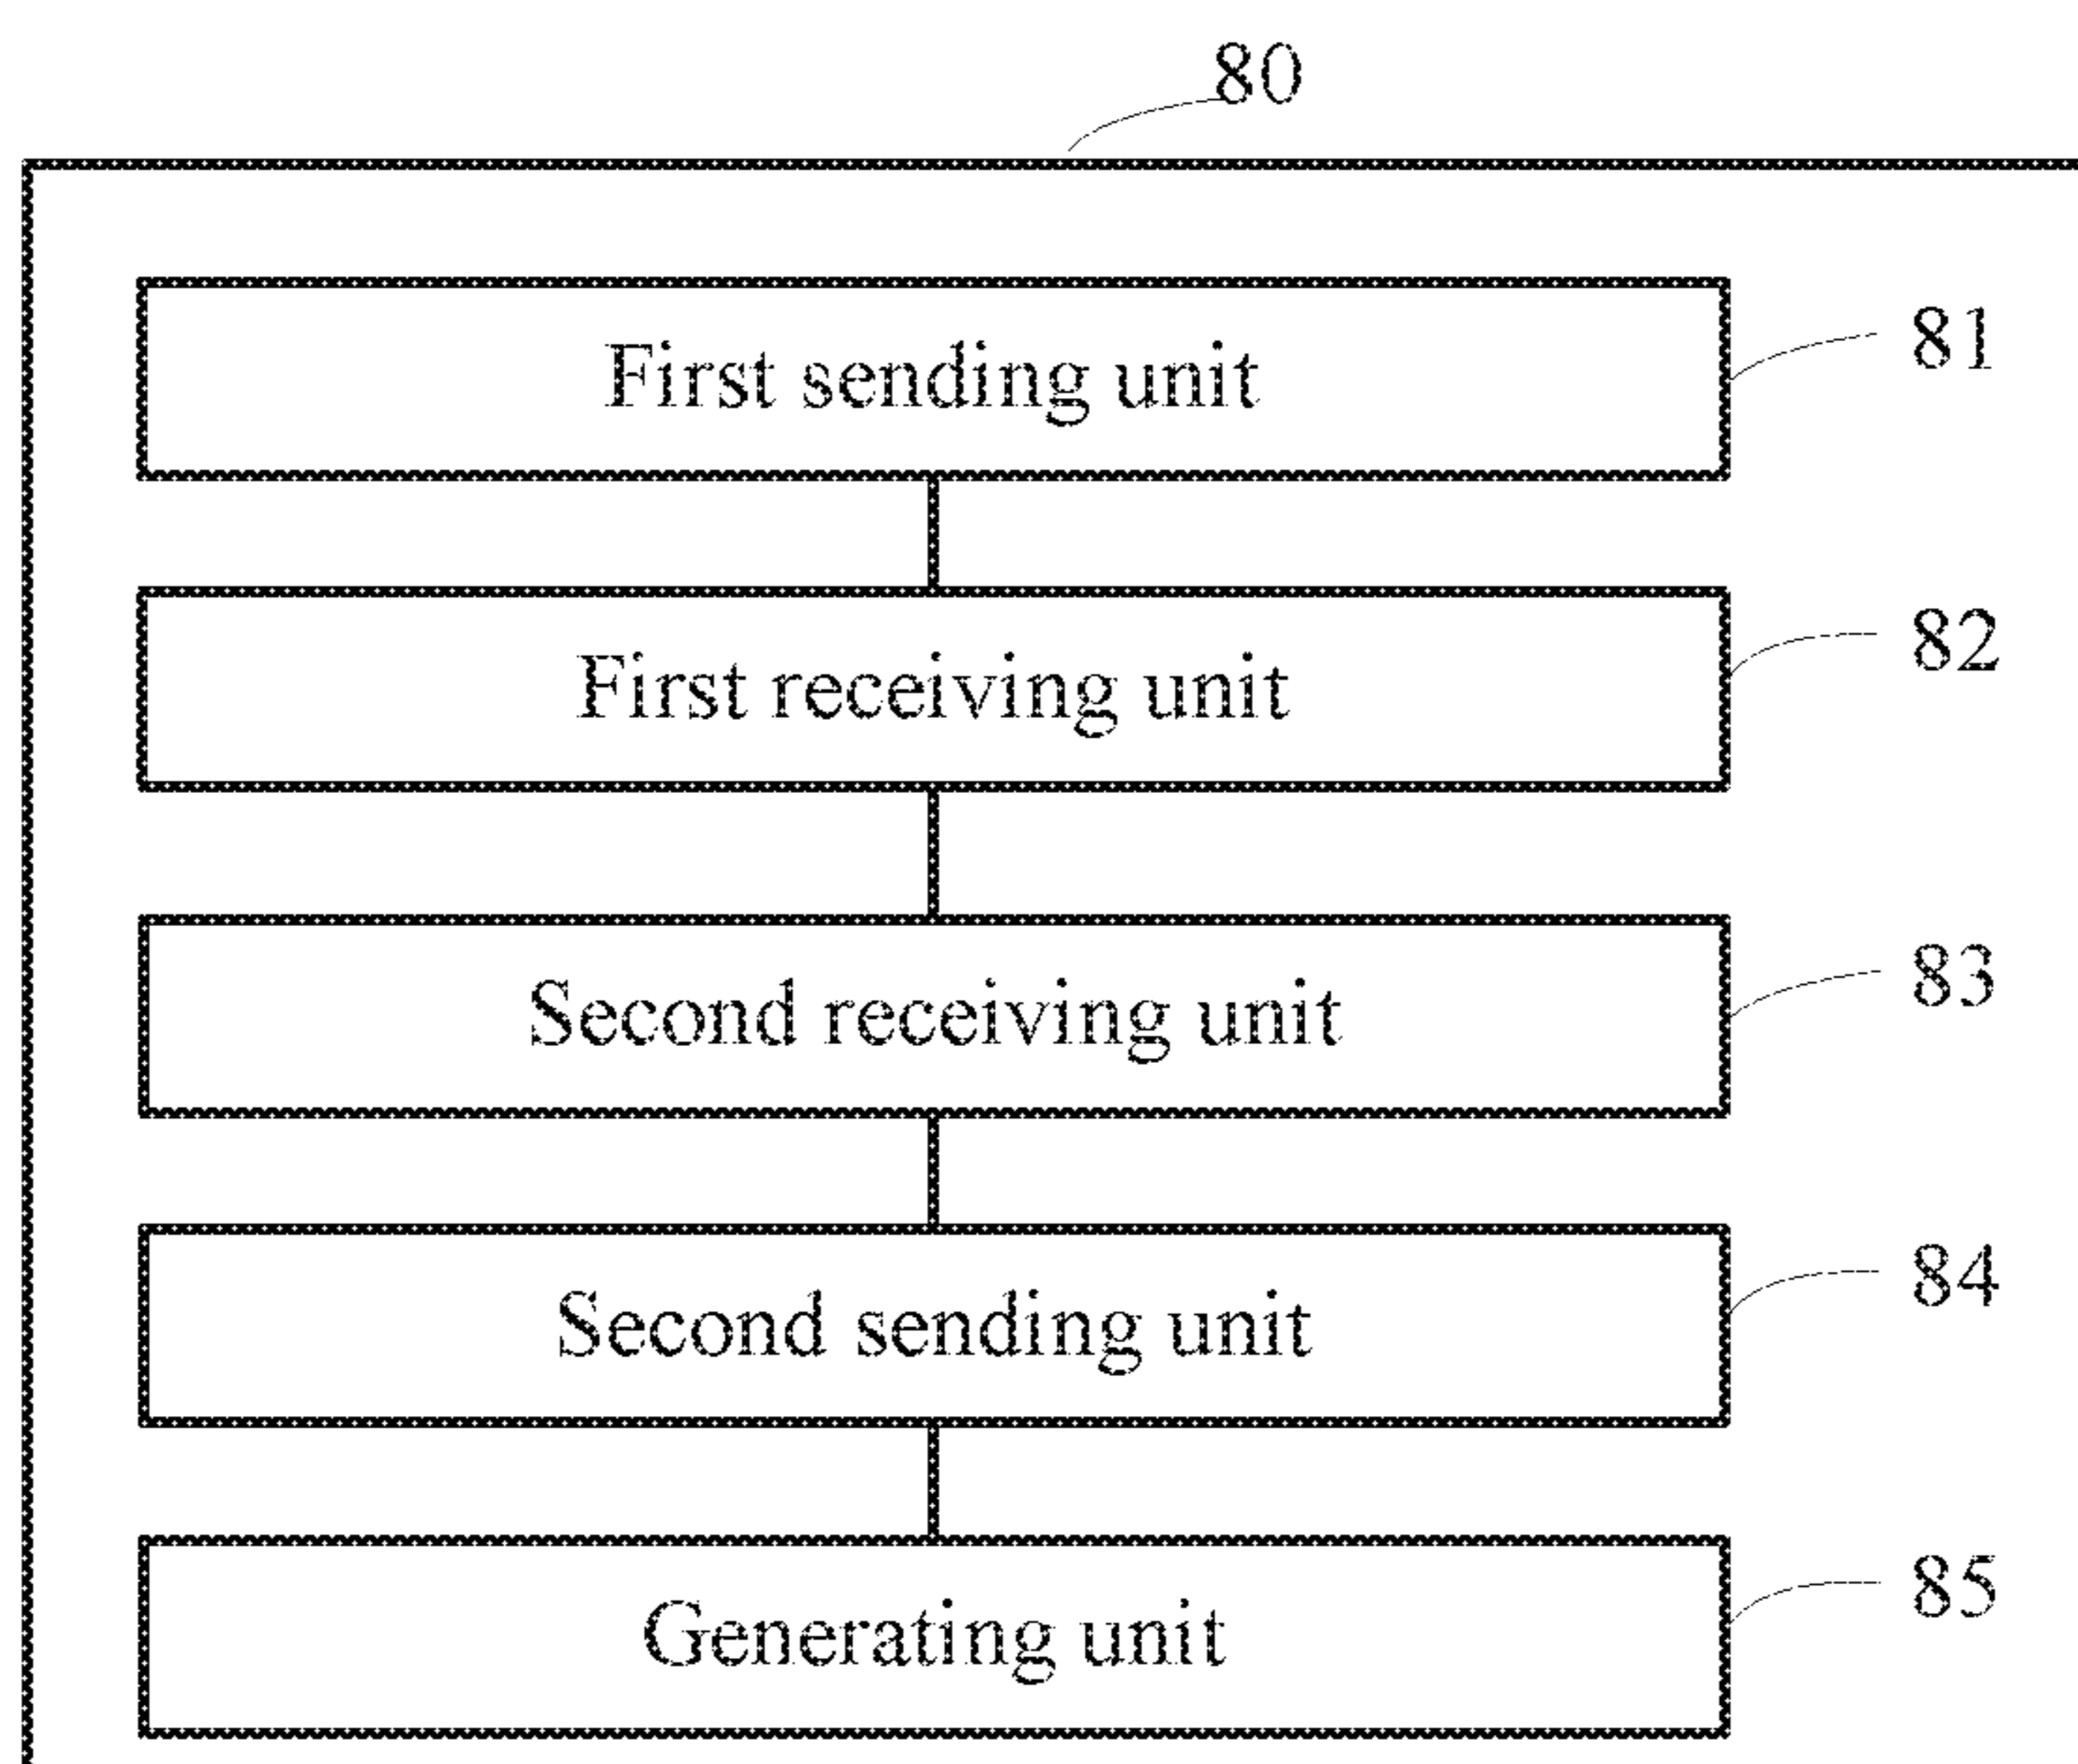 80
First sending unit
81
First receiving unit
82
Second receiving unit
83
Second sending unit
84
Generating unit
85